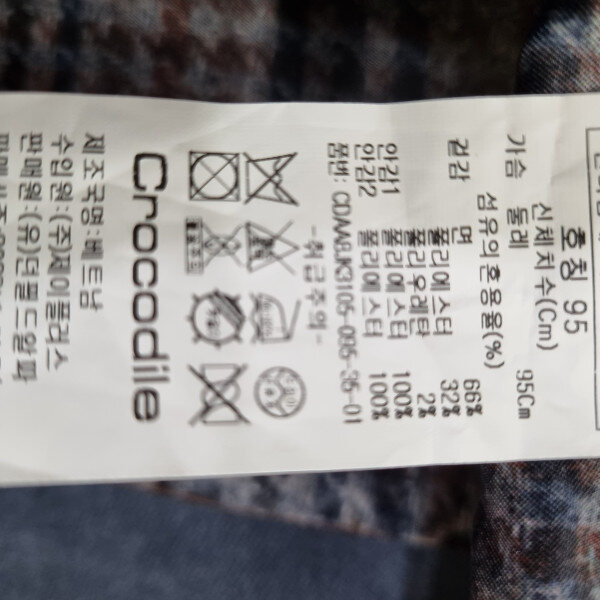 호칭 95
신체치수(Cm)
가슴 둘레 95Cm
섬유의혼용율(%)
겉감 면 66%
폴리에스터 32%
폴리우레탄 2%
안감1 폴리에스터 100%
안감2 폴리에스터 100%
품번: CDAABJK3105-095-35-01
-취급주의-
Crocodile
제조국명:베트남
수입원:(주)제이플러스
판매원:(유)던필드알파